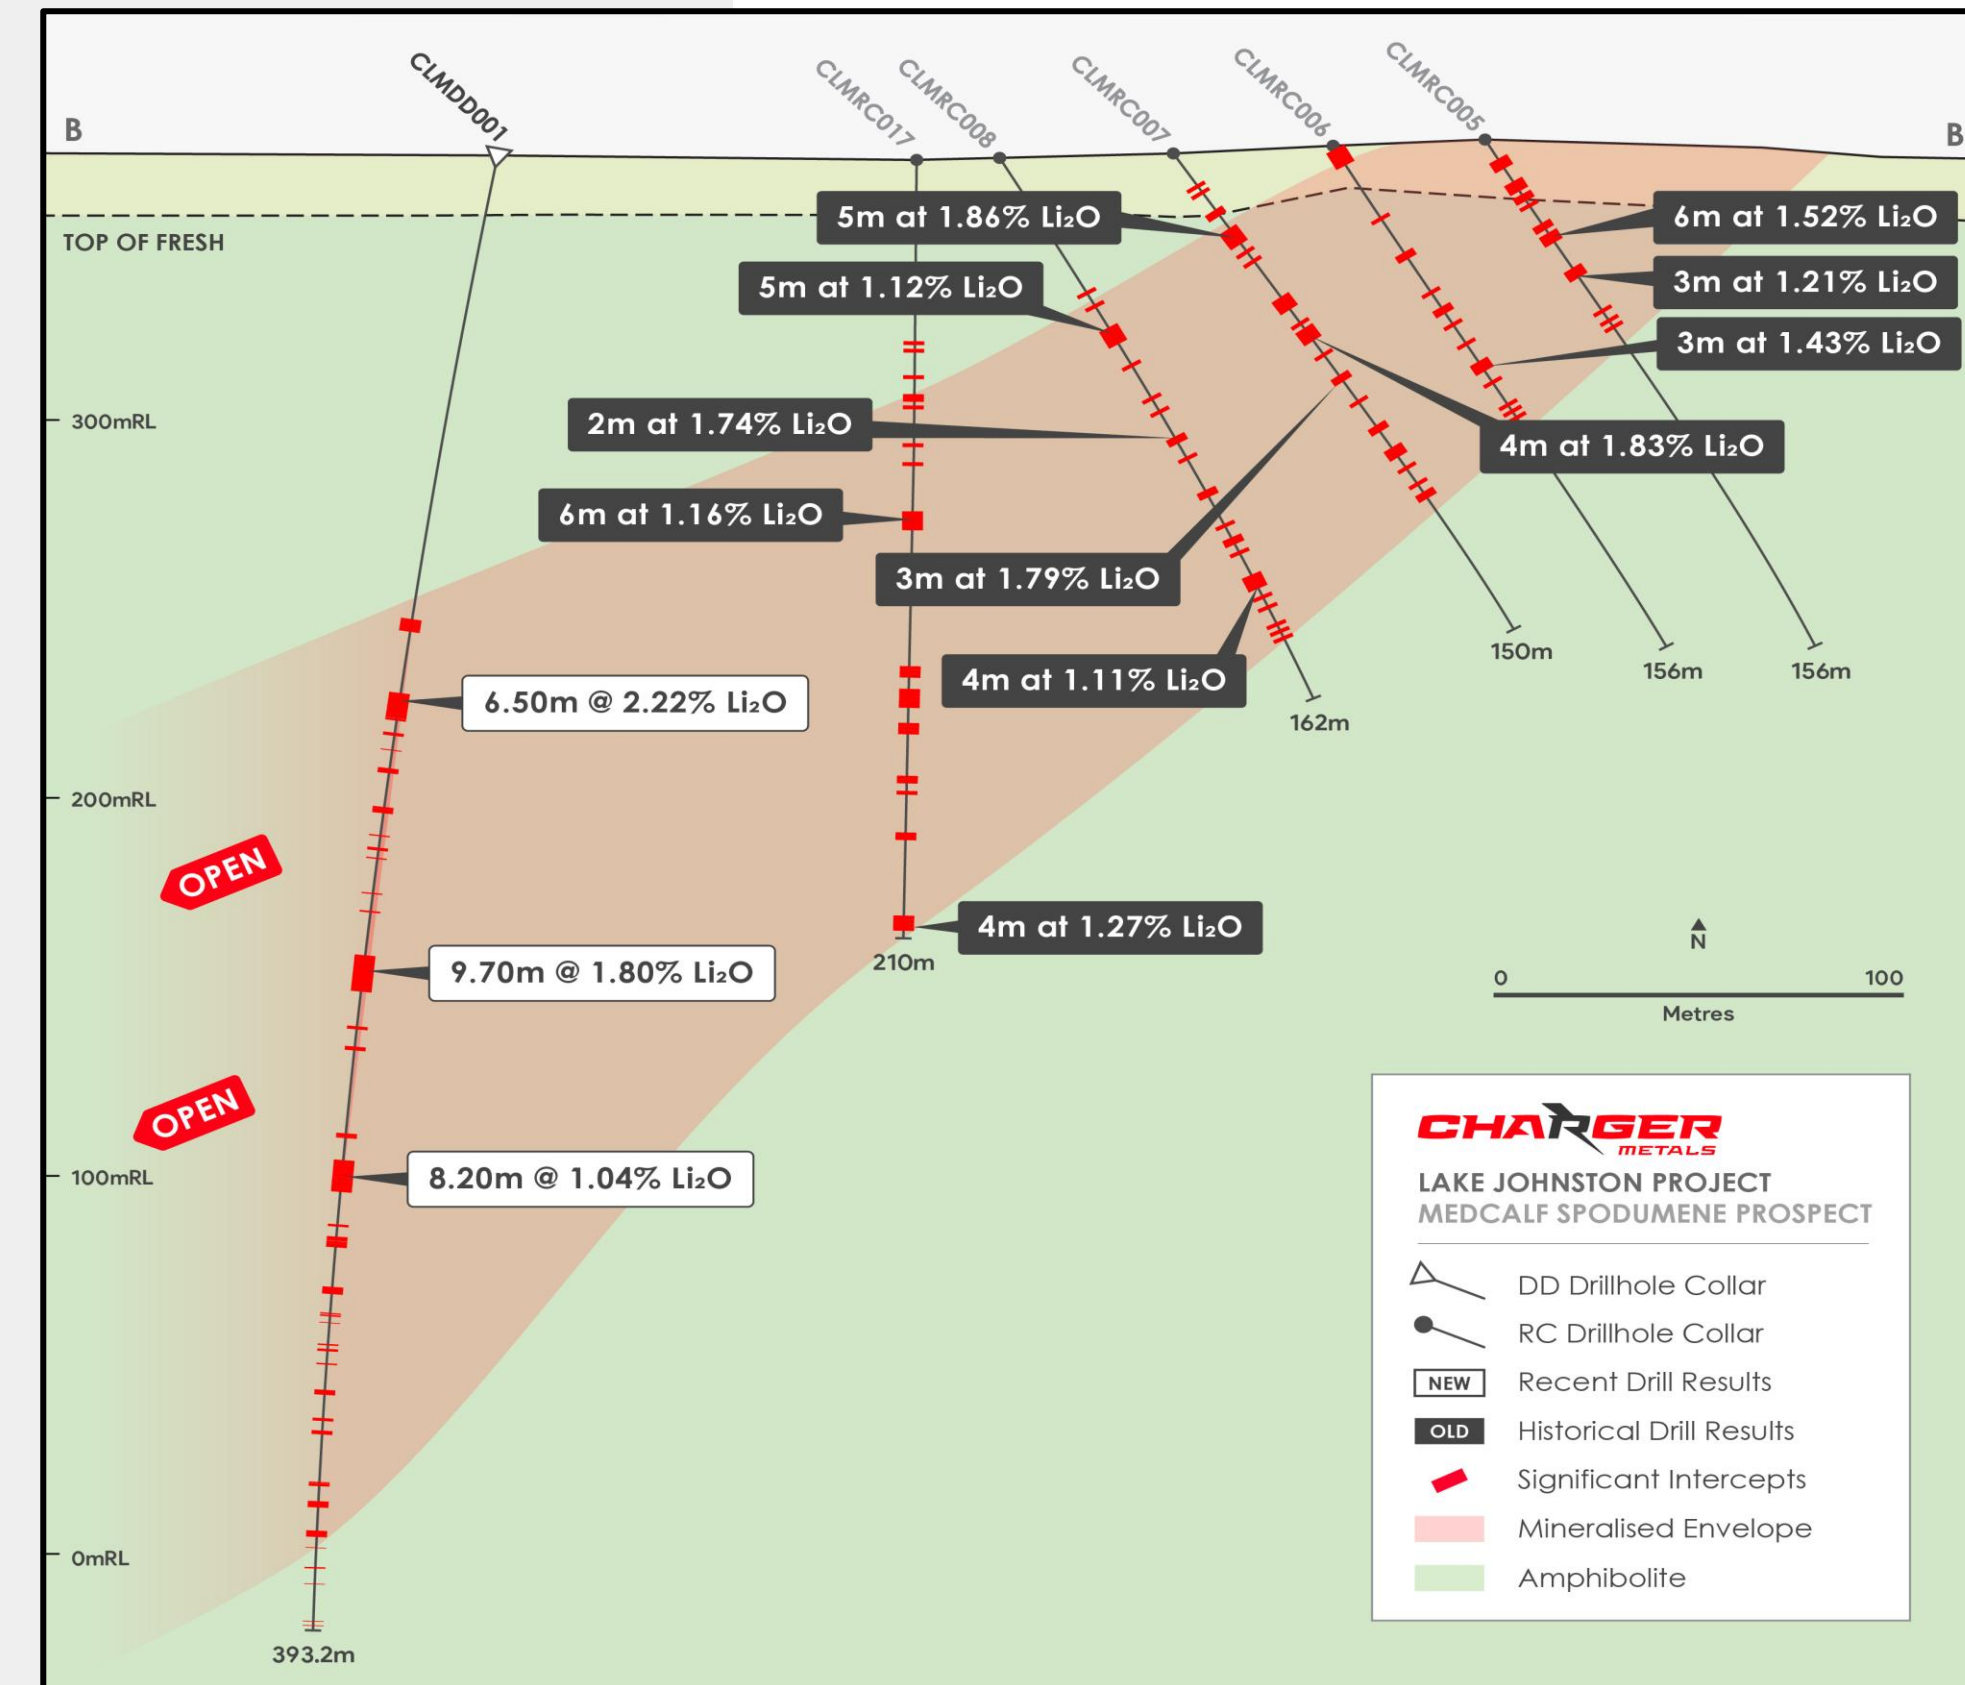 CLMDD001
CLMRC017
CLMRC008
CLMRC007
CLMRC006
CLMRC005
B
B
TOP OF FRESH
5m at 1.86% Li₂O
6m at 1.52% Li₂O
5m at 1.12% Li₂O
3m at 1.21% Li₂O
3m at 1.43% Li₂O
300mRL
2m at 1.74% Li₂O
4m at 1.83% Li₂O
6m at 1.16% Li₂O
3m at 1.79% Li₂O
150m
156m
156m
4m at 1.11% Li₂O
162m
6.50m @ 2.22% Li₂O
200mRL
OPEN
4m at 1.27% Li₂O
210m
9.70m @ 1.80% Li₂O
N
0 100
Metres
OPEN
100mRL
8.20m @ 1.04% Li₂O
0mRL
393.2m
CHARGER
METALS
LAKE JOHNSTON PROJECT
MEDCALF SPODUMENE PROSPECT
DD Drillhole Collar
RC Drillhole Collar
NEW Recent Drill Results
OLD Historical Drill Results
Significant Intercepts
Mineralised Envelope
Amphibolite